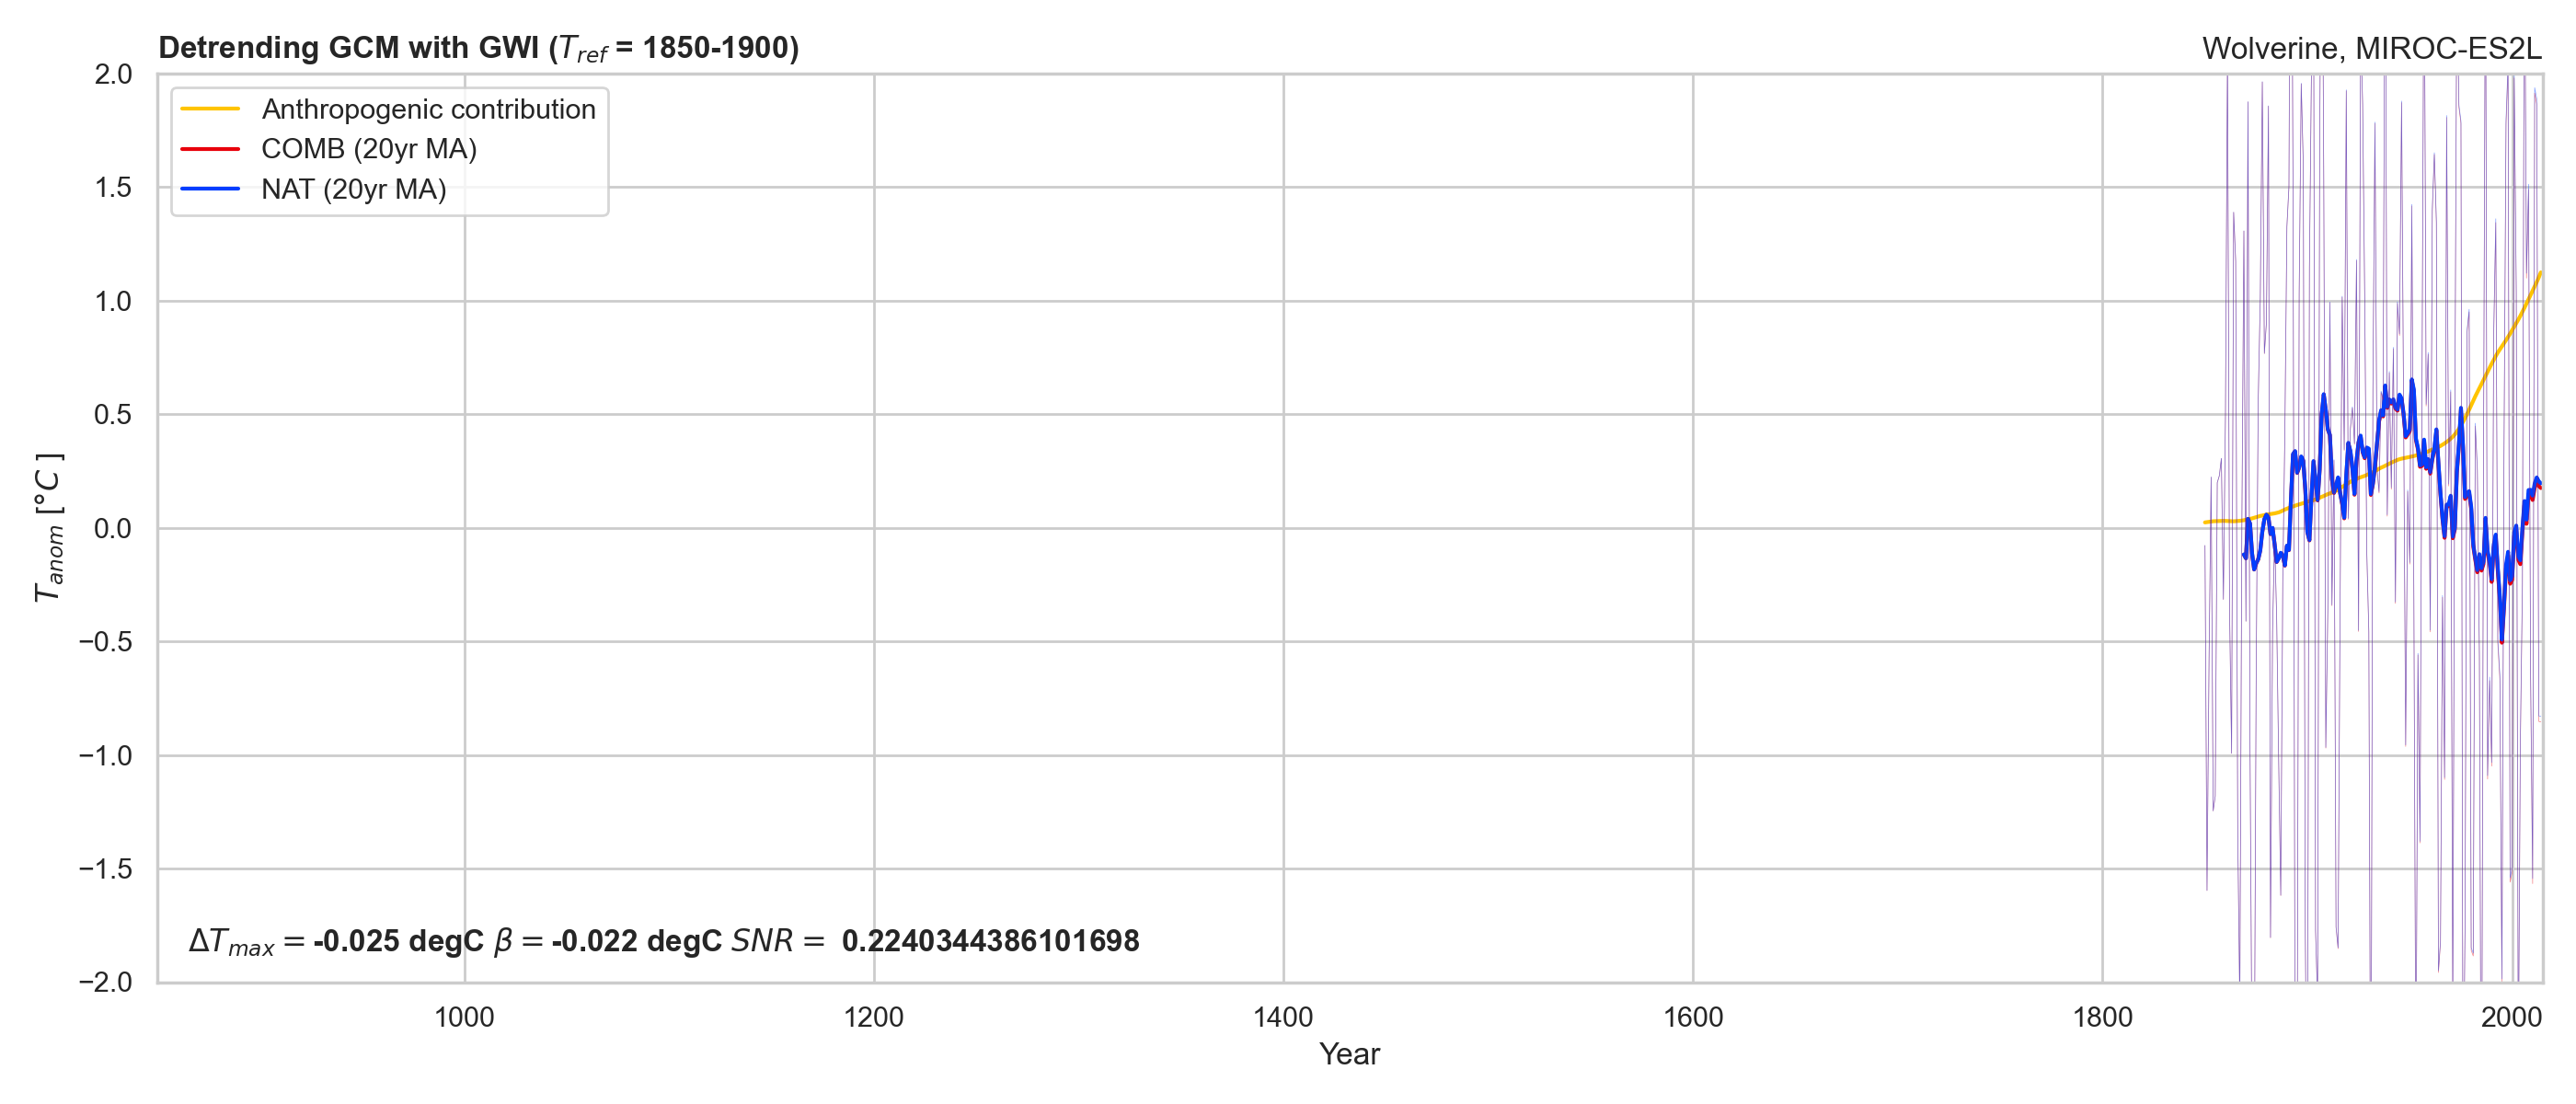 Detrending GCM with GWI (T_ref = 1850-1900)
Wolverine, MIROC-ES2L
Anthropogenic contribution
COMB (20yr MA)
NAT (20yr MA)
2.0
1.5
1.0
0.5
0.0
−0.5
−1.0
−1.5
−2.0
T_anom [°C ]
ΔT_max = -0.025 degC β = -0.022 degC SNR = 0.2240344386101698
1000 1200 1400 1600 1800 2000
Year